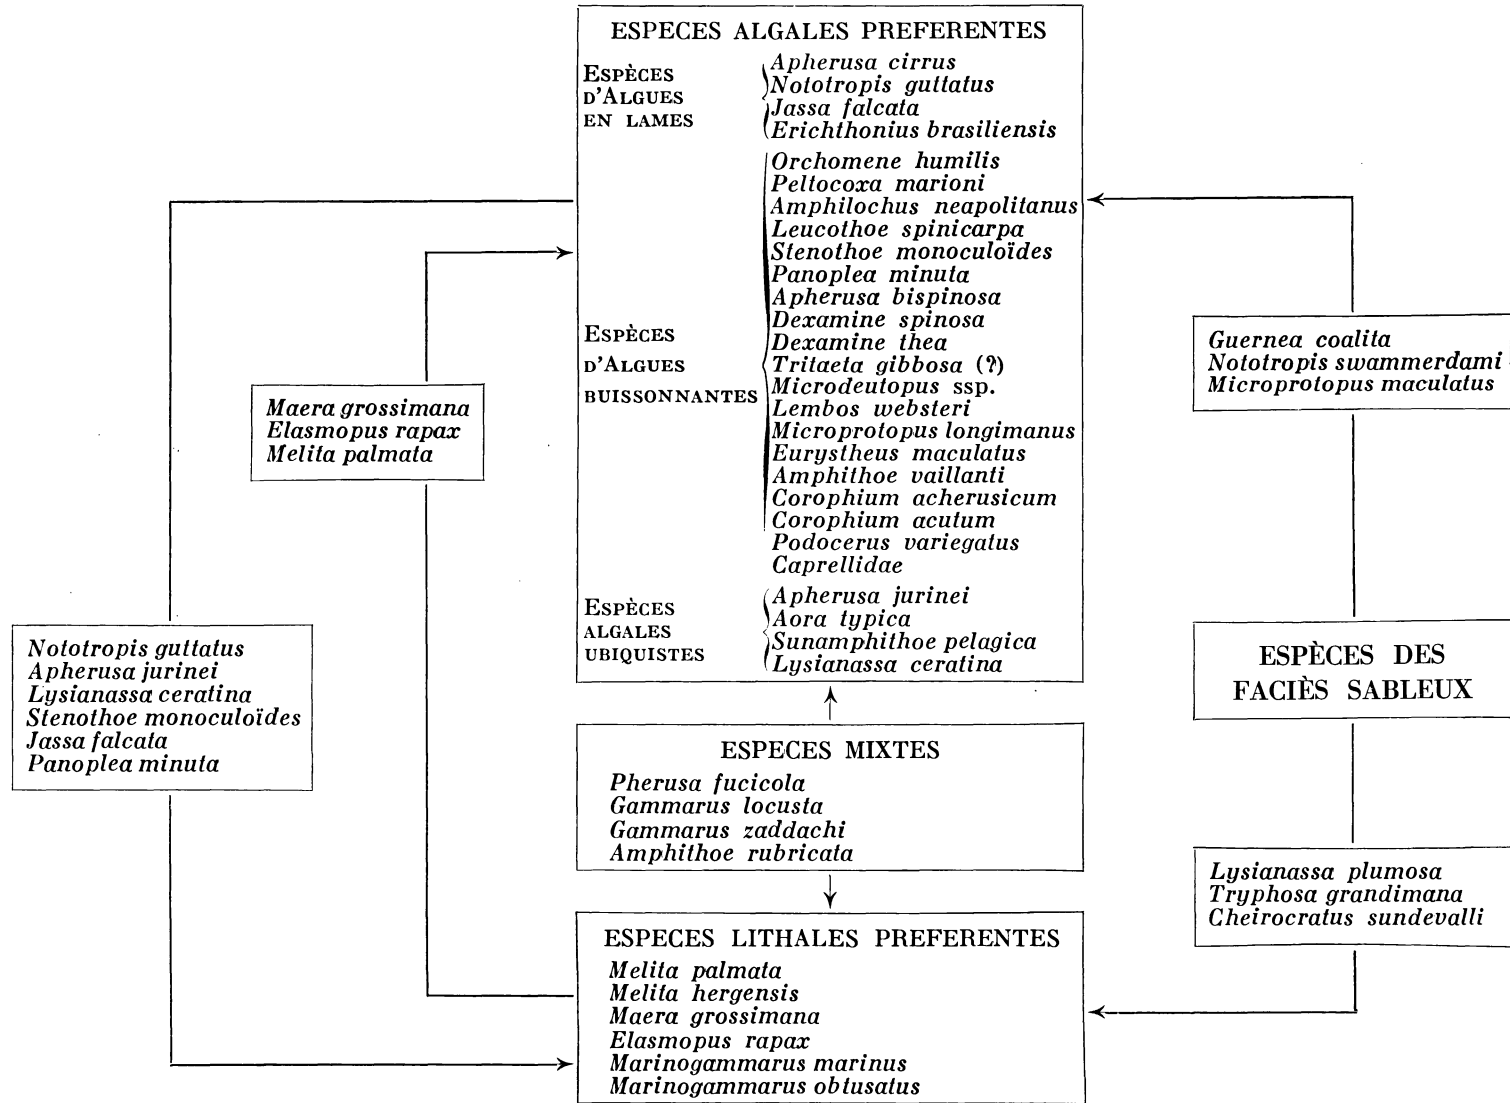 ESPECES ALGALES PREFERENTES
ESPÈCES
D'ALGUES
EN LAMES
Apherusa cirrus
Nototropis guttatus
Jassa falcata
Erichthonius brasiliensis
ESPÈCES
D'ALGUES
BUISSONNANTES
Orchomene humilis
Peltocoxa marioni
Amphilochus neapolitanus
Leucothoe spinicarpa
Stenothoe monoculoïdes
Panoplea minuta
Apherusa bispinosa
Dexamine spinosa
Dexamine thea
Tritaeta gibbosa (?)
Microdeutopus ssp.
Lembos websteri
Microprotopus longimanus
Eurystheus maculatus
Amphithoe vaillanti
Corophium acherusicum
Corophium acutum
Podocerus variegatus
Caprellidae
ESPÈCES
ALGALES
UBIQUISTES
Apherusa jurinei
Aora typica
Sunamphithoe pelagica
Lysianassa ceratina
Maera grossimana
Elasmopus rapax
Melita palmata
Nototropis guttatus
Apherusa jurinei
Lysianassa ceratina
Stenothoe monoculoïdes
Jassa falcata
Panoplea minuta
ESPECES MIXTES
Pherusa fucicola
Gammarus locusta
Gammarus zaddachi
Amphithoe rubricata
ESPECES LITHALES PREFERENTES
Melita palmata
Melita hergensis
Maera grossimana
Elasmopus rapax
Marinogammarus marinus
Marinogammarus obtusatus
Guernea coalita
Nototropis swammerdami
Microprotopus maculatus
ESPÈCES DES
FACIÈS SABLEUX
Lysianassa plumosa
Tryphosa grandimana
Cheirocratus sundevalli